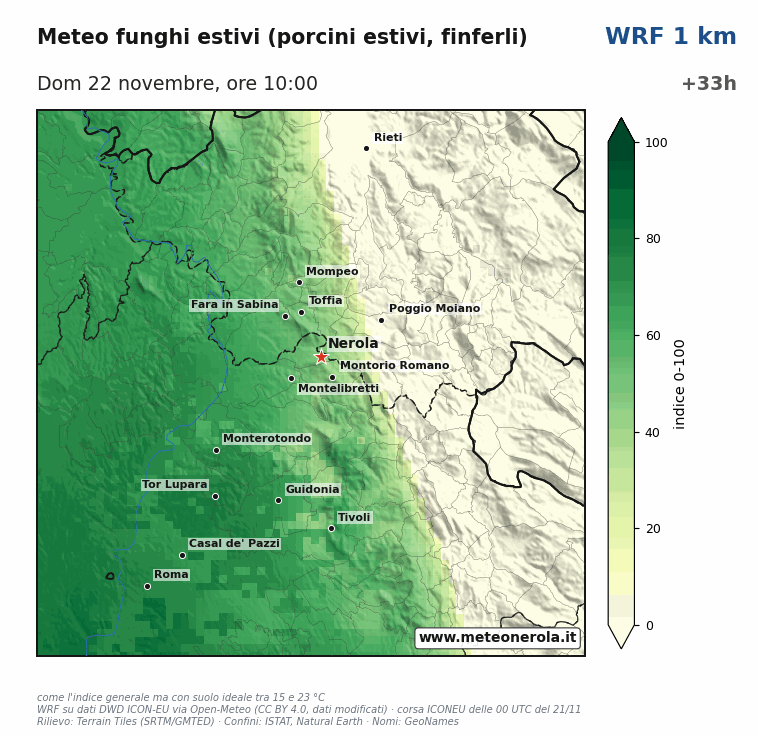 Meteo funghi estivi (porcini estivi, finferli)
WRF 1 km
Dom 22 novembre, ore 10:00
+33h
Rieti
Mompeo
Toffia
Fara in Sabina
Poggio Moiano
Nerola
Montorio Romano
Montelibretti
Monterotondo
Tor Lupara
Guidonia
Tivoli
Casal de' Pazzi
Roma
www.meteonerola.it
100
80
60
40
20
0
indice 0-100
come l'indice generale ma con suolo ideale tra 15 e 23 °C
WRF su dati DWD ICON-EU via Open-Meteo (CC BY 4.0, dati modificati) · corsa ICONEU delle 00 UTC del 21/11
Rilievo: Terrain Tiles (SRTM/GMTED) · Confini: ISTAT, Natural Earth · Nomi: GeoNames